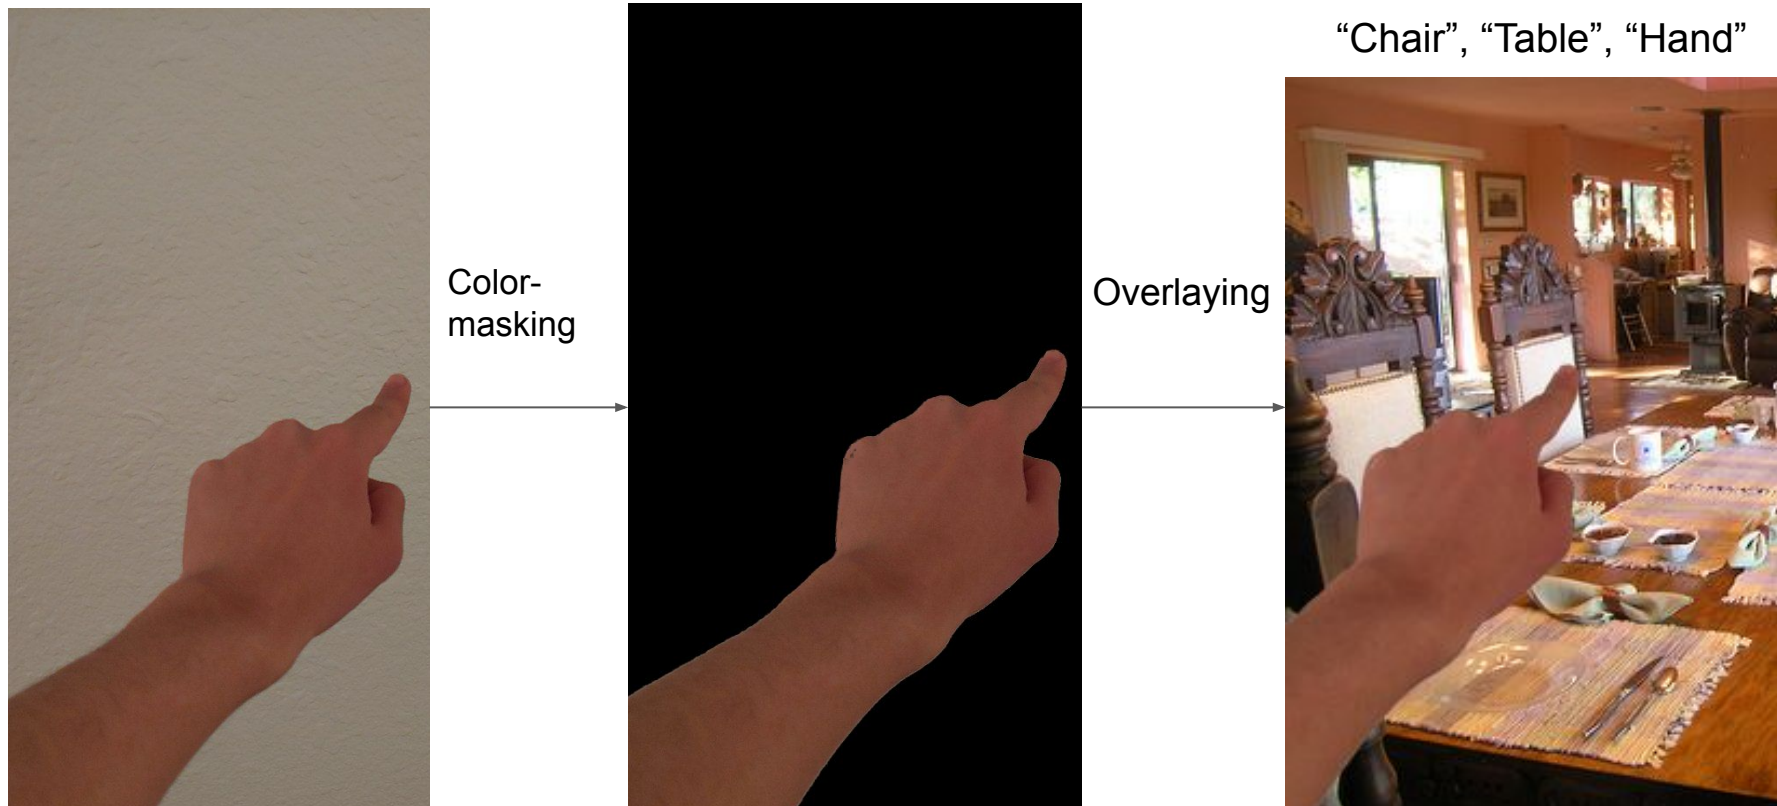 “Chair”, “Table”, “Hand”
Color-
masking
Overlaying